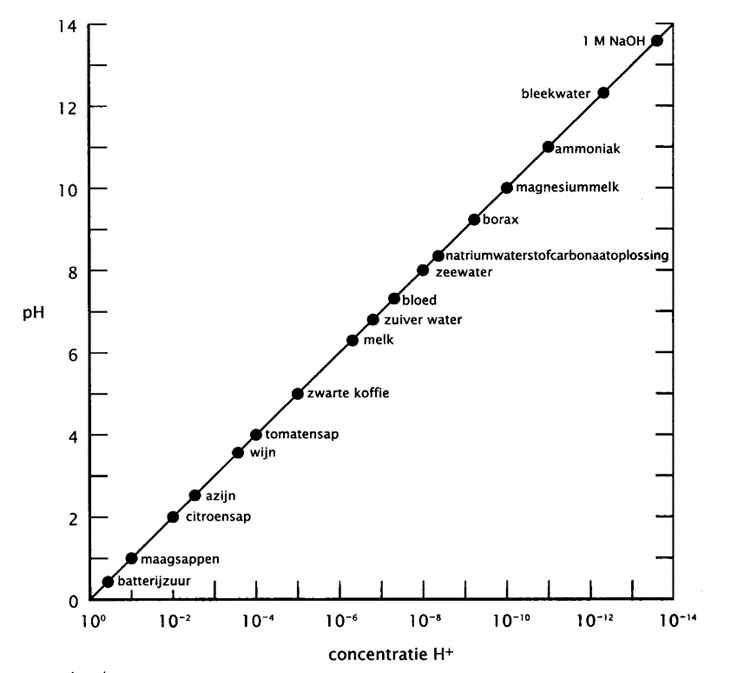 14
1 M NaOH
bleekwater
12
ammoniak
10
magnesiummelk
borax
natriumwaterstofcarbonaatoplossing
8
zeewater
bloed
pH
zuiver water
melk
6
zwarte koffie
4
tomatensap
wijn
azijn
2
citroensap
maagsappen
batterijzuur
0
10⁰ 10⁻² 10⁻⁴ 10⁻⁶ 10⁻⁸ 10⁻¹⁰ 10⁻¹² 10⁻¹⁴
concentratie H⁺